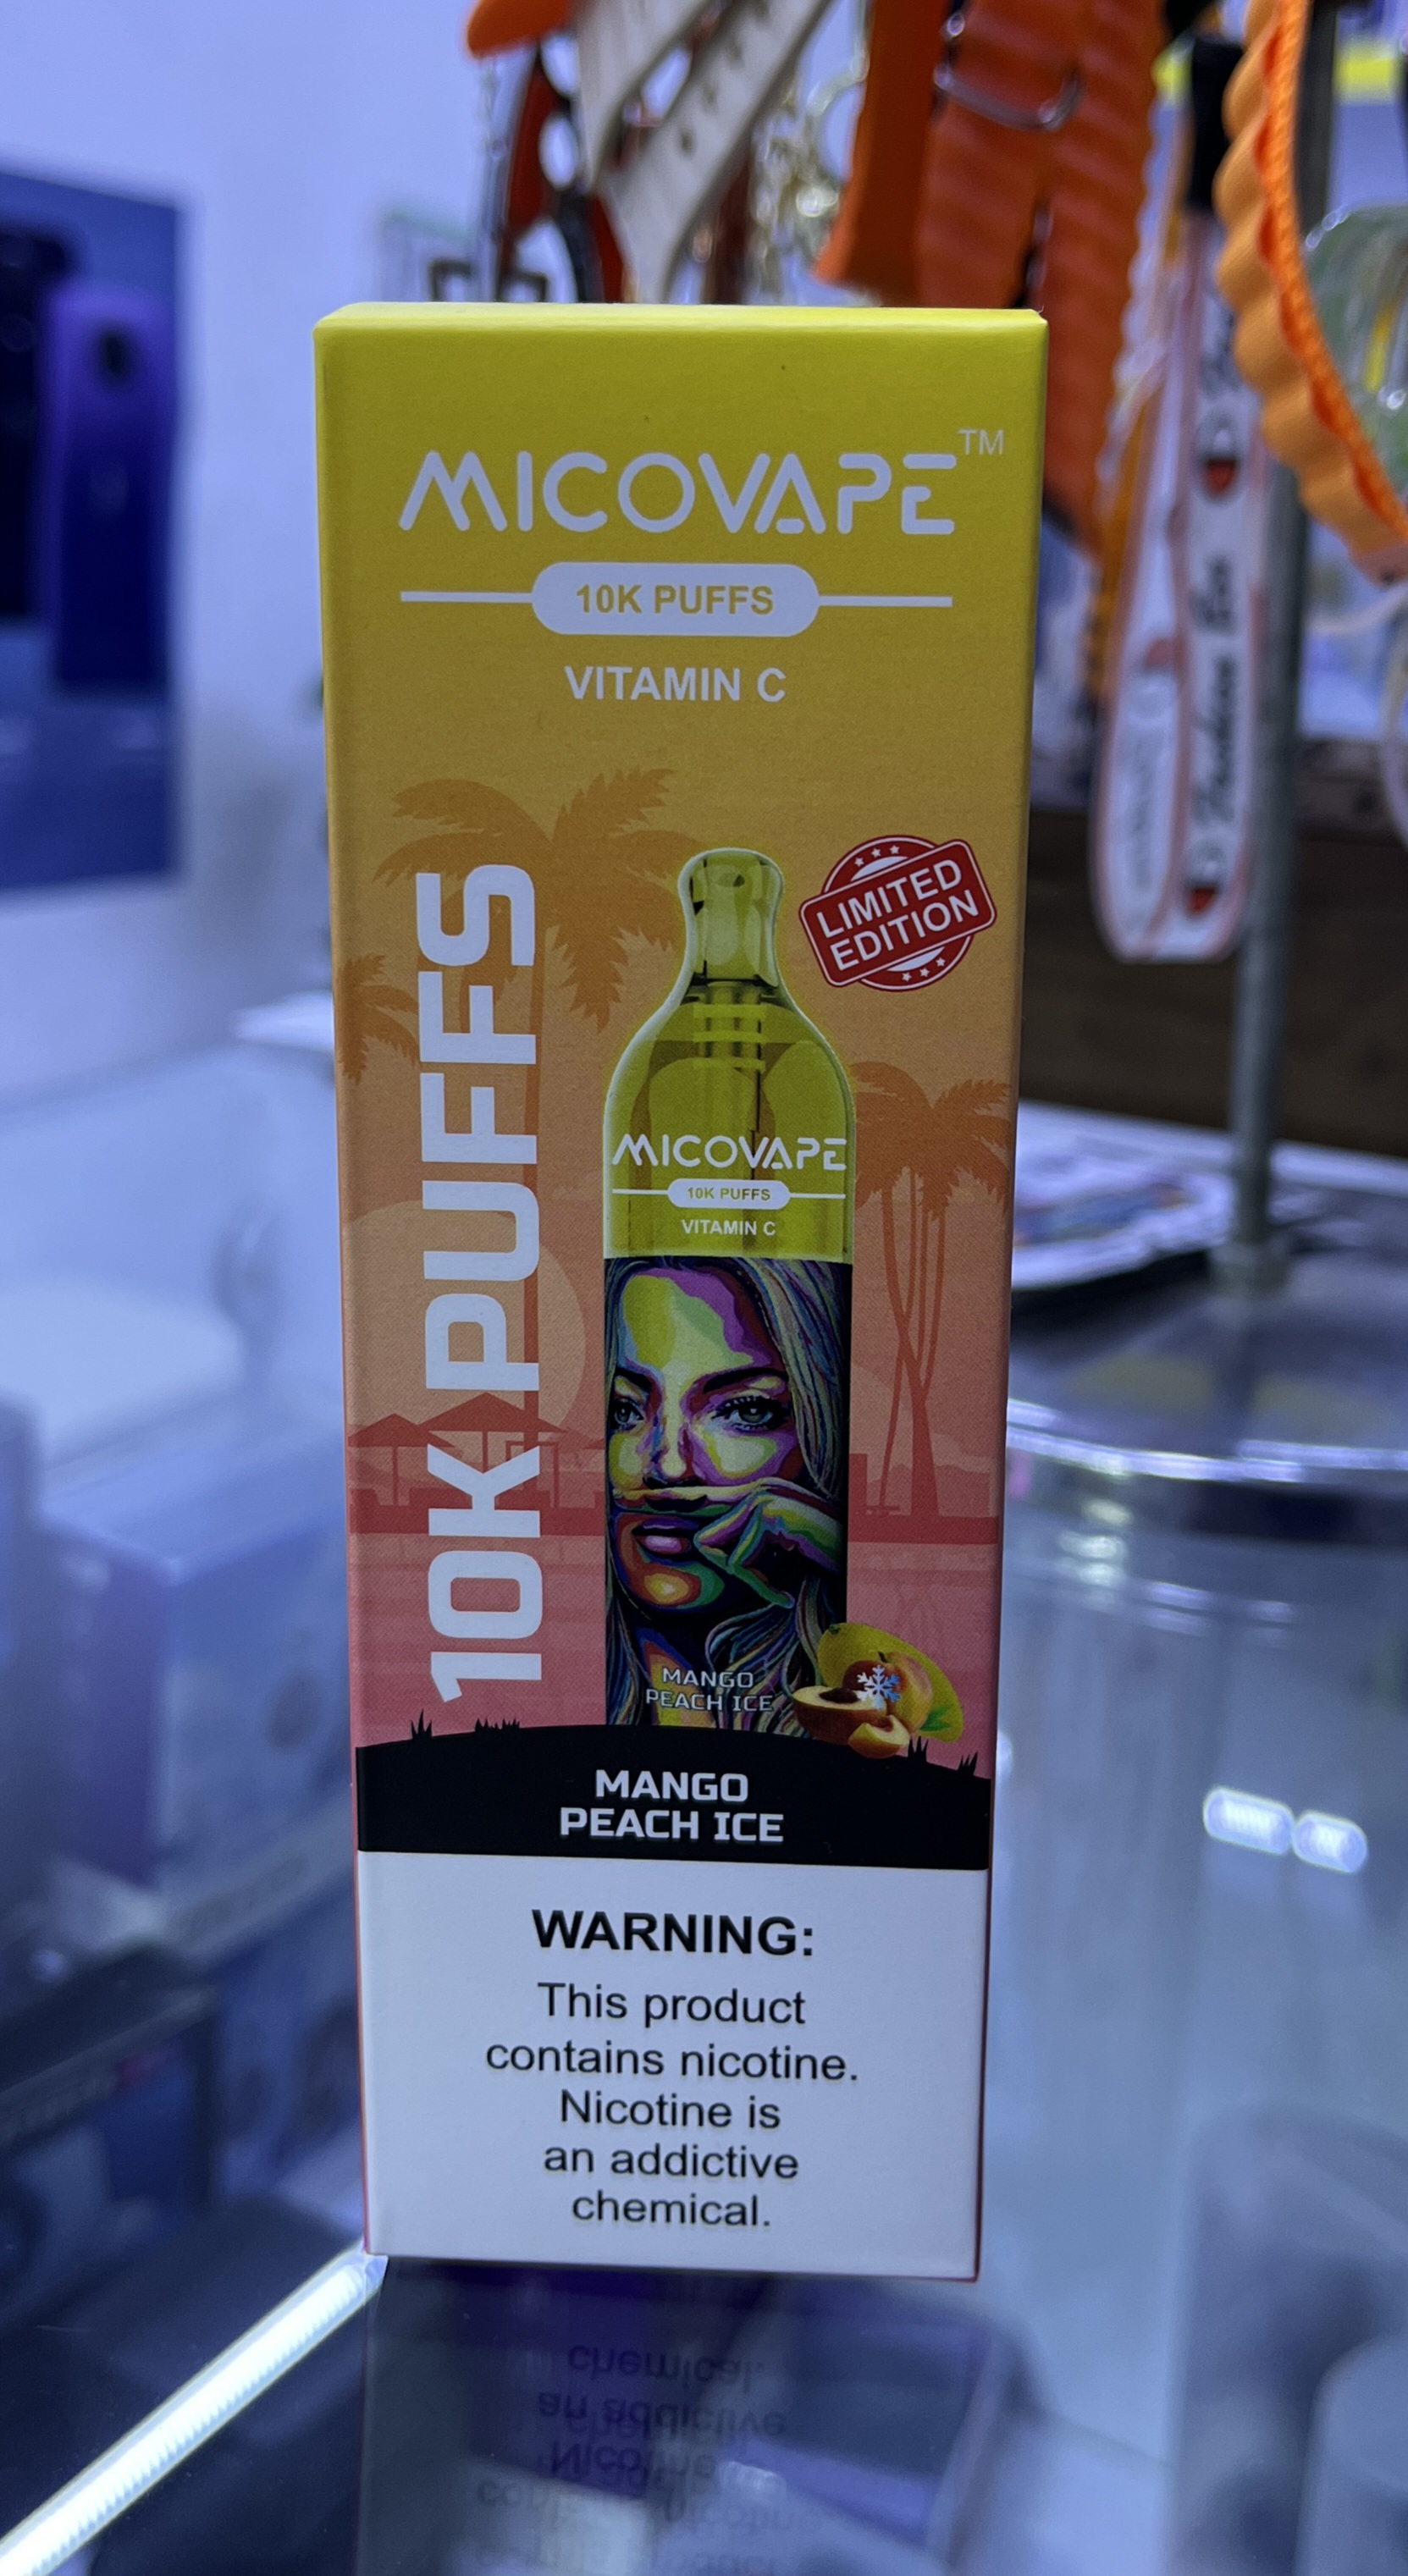 MICOVAPE™
10K PUFFS
VITAMIN C
LIMITED
EDITION
10K PUFFS
MICOVAPE
10K PUFFS
VITAMIN C
MANGO
PEACH ICE
MANGO
PEACH ICE
WARNING:
This product
contains nicotine.
Nicotine is
an addictive
chemical.